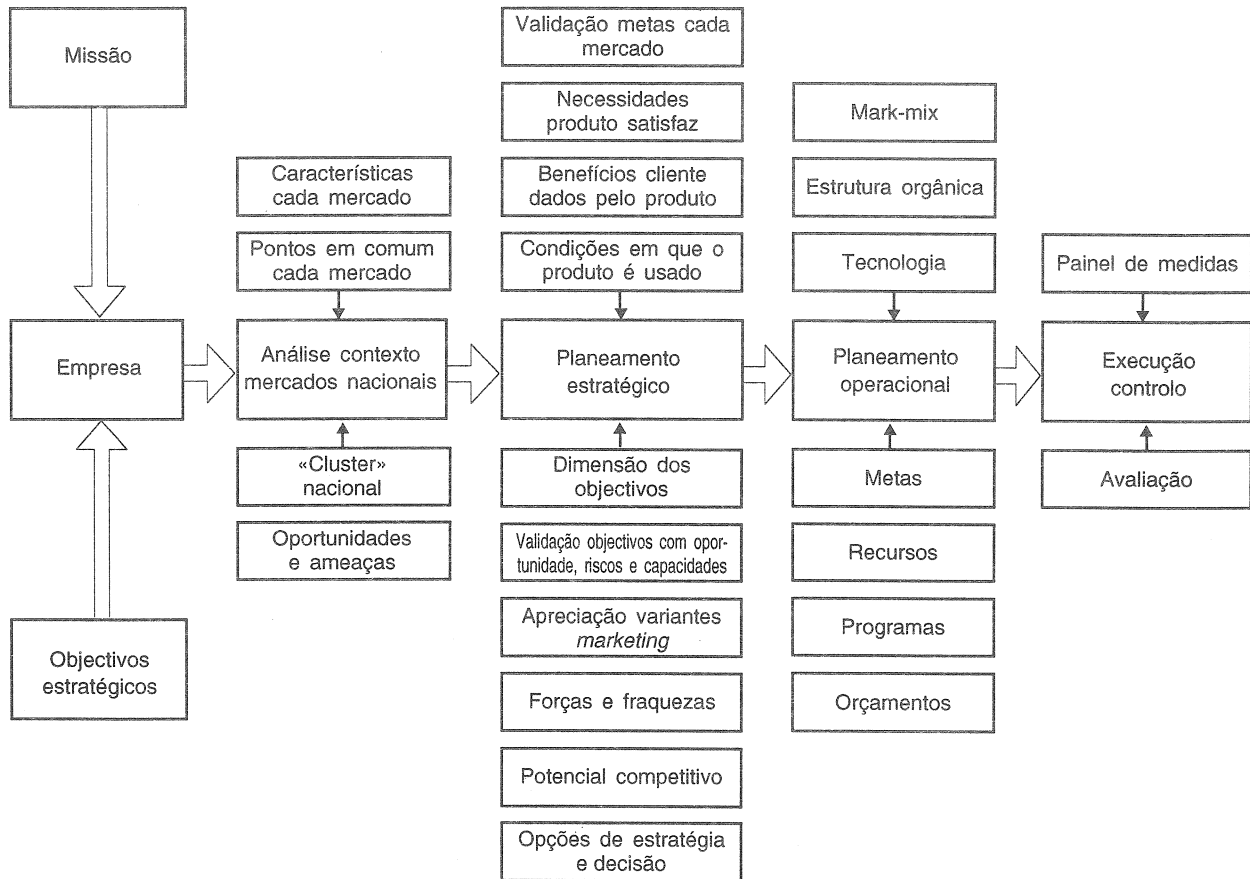 Missão
Empresa
Objectivos
estratégicos
Características
cada mercado
Pontos em comum
cada mercado
Análise contexto
mercados nacionais
«Cluster»
nacional
Oportunidades
e ameaças
Validação metas cada
mercado
Necessidades
produto satisfaz
Benefícios cliente
dados pelo produto
Condições em que o
produto é usado
Planeamento
estratégico
Dimensão dos
objectivos
Validação objectivos com opor-
tunidade, riscos e capacidades
Apreciação variantes
marketing
Forças e fraquezas
Potencial competitivo
Opções de estratégia
e decisão
Mark-mix
Estrutura orgânica
Tecnologia
Planeamento
operacional
Metas
Recursos
Programas
Orçamentos
Painel de medidas
Execução
controlo
Avaliação